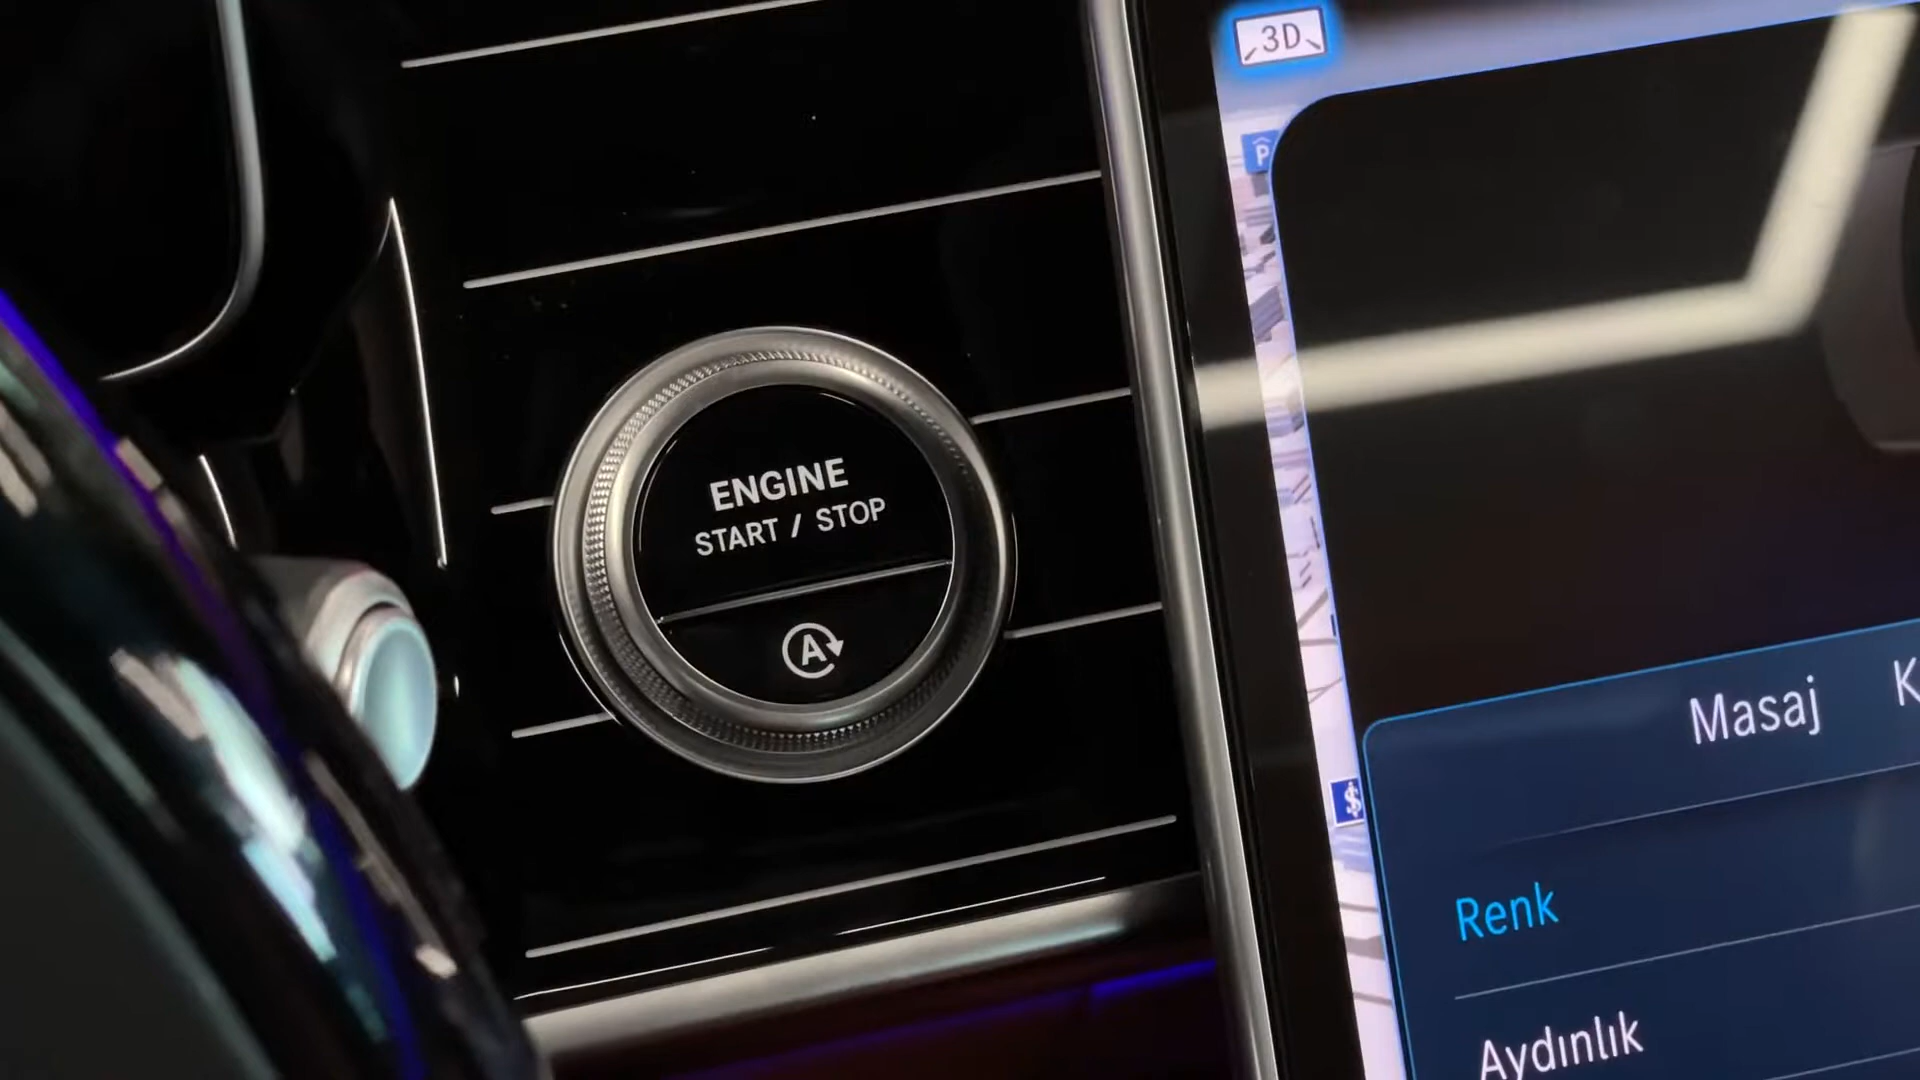 ENGINE
START / STOP
A
3D
P
$
Masaj K
Renk
Aydınlık